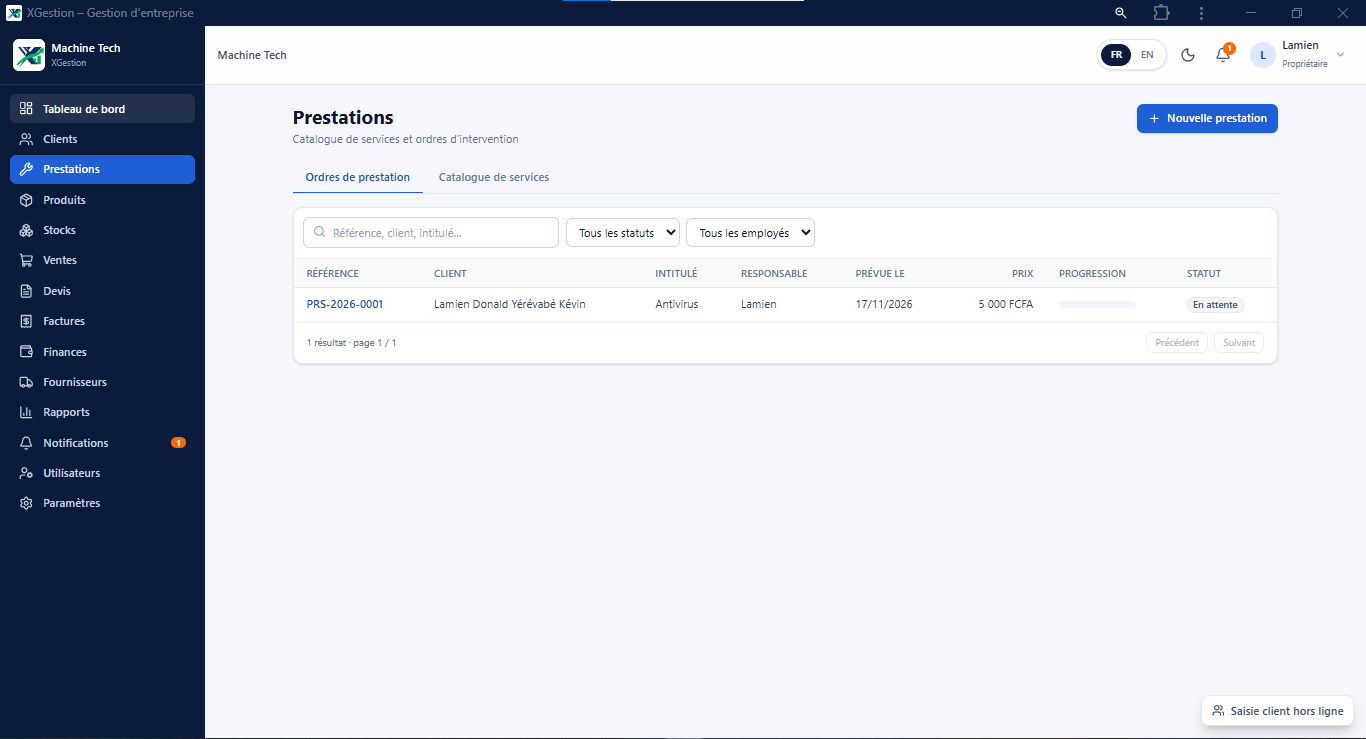 XGestion – Gestion d'entreprise
Machine Tech
XGestion
Tableau de bord
Clients
Prestations
Produits
Stocks
Ventes
Devis
Factures
Finances
Fournisseurs
Rapports
Notifications 1
Utilisateurs
Paramètres
Machine Tech
FR EN
1
L
Lamien
Propriétaire
Prestations
Catalogue de services et ordres d'intervention
+ Nouvelle prestation
Ordres de prestation Catalogue de services
Référence, client, intitulé... Tous les statuts Tous les employés
RÉFÉRENCE CLIENT INTITULÉ RESPONSABLE PRÉVUE LE PRIX PROGRESSION STATUT
PRS-2026-0001 Lamien Donald Yérévabé Kévin Antivirus Lamien 17/11/2026 5 000 FCFA En attente
1 résultat · page 1 / 1 Précédent Suivant
Saisie client hors ligne